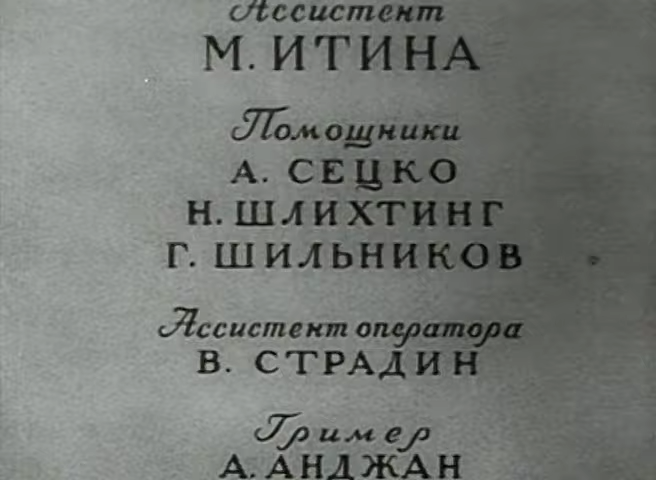 Ассистент
М. ИТИНА
Помощники
А. СЕЦКО
Н. ШЛИХТИНГ
Г. ШИЛЬНИКОВ
Ассистент оператора
В. СТРАДИН
Гример
А. АНДЖАН